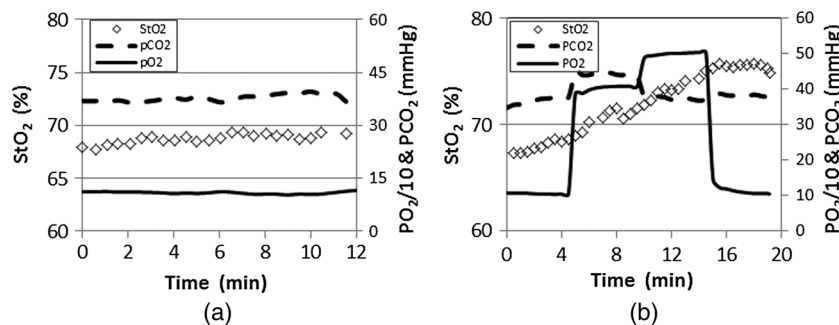 80
75
70
65
60
StO2 (%)
StO2
pCO2
pO2
60
45
30
15
0
PO2/10 & PCO2 (mmHg)
0 2 4 6 8 10 12
Time (min)
(a)
80
70
60
StO2 (%)
StO2
PCO2
PO2
60
50
40
30
20
10
0
PO2/10 & PCO2 (mmHg)
0 4 8 12 16 20
Time (min)
(b)